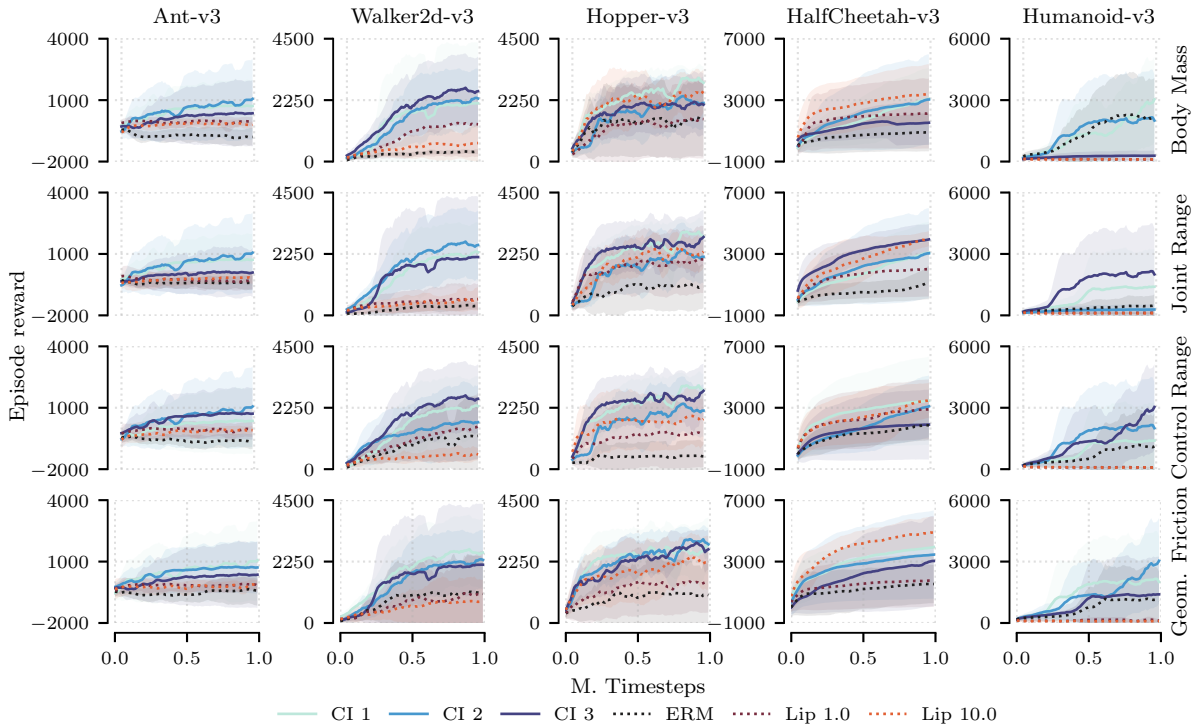 Ant-v3 Walker2d-v3 Hopper-v3 HalfCheetah-v3 Humanoid-v3
4000 4500 4500 7000 6000
1000 2250 2250 3000 3000
−2000 0 0 −1000 0
Body Mass
4000 4500 4500 7000 6000
1000 2250 2250 3000 3000
−2000 0 0 −1000 0
Joint Range
4000 4500 4500 7000 6000
1000 2250 2250 3000 3000
−2000 0 0 −1000 0
Control Range
4000 4500 4500 7000 6000
1000 2250 2250 3000 3000
−2000 0 0 −1000 0
Geom. Friction
0.0 0.5 1.0 0.0 0.5 1.0 0.0 0.5 1.0 0.0 0.5 1.0 0.0 0.5 1.0
Episode reward
M. Timesteps
CI 1 CI 2 CI 3 ERM Lip 1.0 Lip 10.0